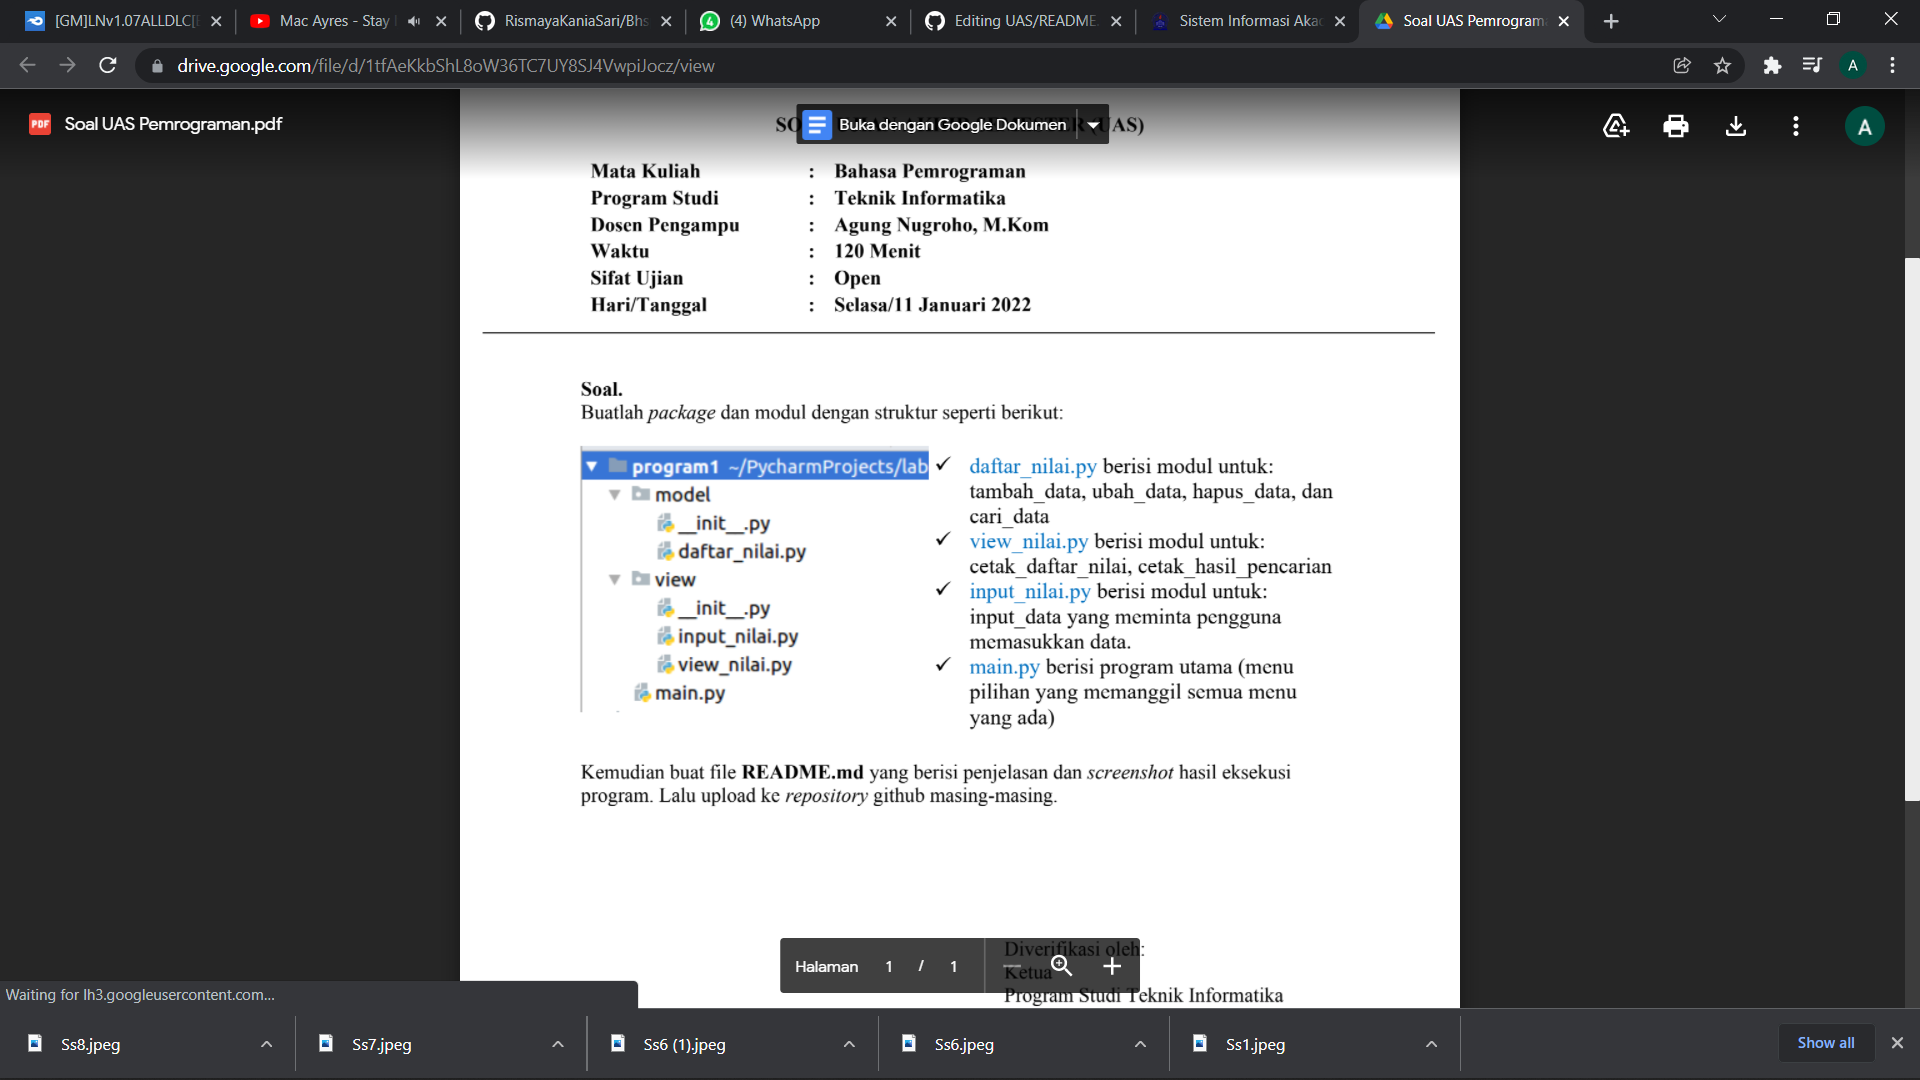 [GM]LNv1.07ALLDLC[
Mac Ayres - Stay
RismayaKaniaSari/Bhs
(4) WhatsApp
Editing UAS/README.
Sistem Informasi Aka
Soal UAS Pemrogram
drive.google.com/file/d/1tfAeKkbShL8oW36TC7UY8SJ4VwpiJocz/view
A
PDF
Soal UAS Pemrograman.pdf
Buka dengan Google Dokumen
UAS)
A
Mata Kuliah : Bahasa Pemrograman
Program Studi : Teknik Informatika
Dosen Pengampu : Agung Nugroho, M.Kom
Waktu : 120 Menit
Sifat Ujian : Open
Hari/Tanggal : Selasa/11 Januari 2022
Soal.
Buatlah package dan modul dengan struktur seperti berikut:
program1 ~/PycharmProjects/lab
model
__init__.py
daftar_nilai.py
view
__init__.py
input_nilai.py
view_nilai.py
main.py
✓ daftar_nilai.py berisi modul untuk:
tambah_data, ubah_data, hapus_data, dan
cari_data
✓ view_nilai.py berisi modul untuk:
cetak_daftar_nilai, cetak_hasil_pencarian
✓ input_nilai.py berisi modul untuk:
input_data yang meminta pengguna
memasukkan data.
✓ main.py berisi program utama (menu
pilihan yang memanggil semua menu
yang ada)
Kemudian buat file README.md yang berisi penjelasan dan screenshot hasil eksekusi
program. Lalu upload ke repository github masing-masing.
Diverifikasi oleh:
Ketua
Program Studi Teknik Informatika
Halaman 1 / 1
Waiting for lh3.googleusercontent.com...
Ss8.jpeg
Ss7.jpeg
Ss6 (1).jpeg
Ss6.jpeg
Ss1.jpeg
Show all